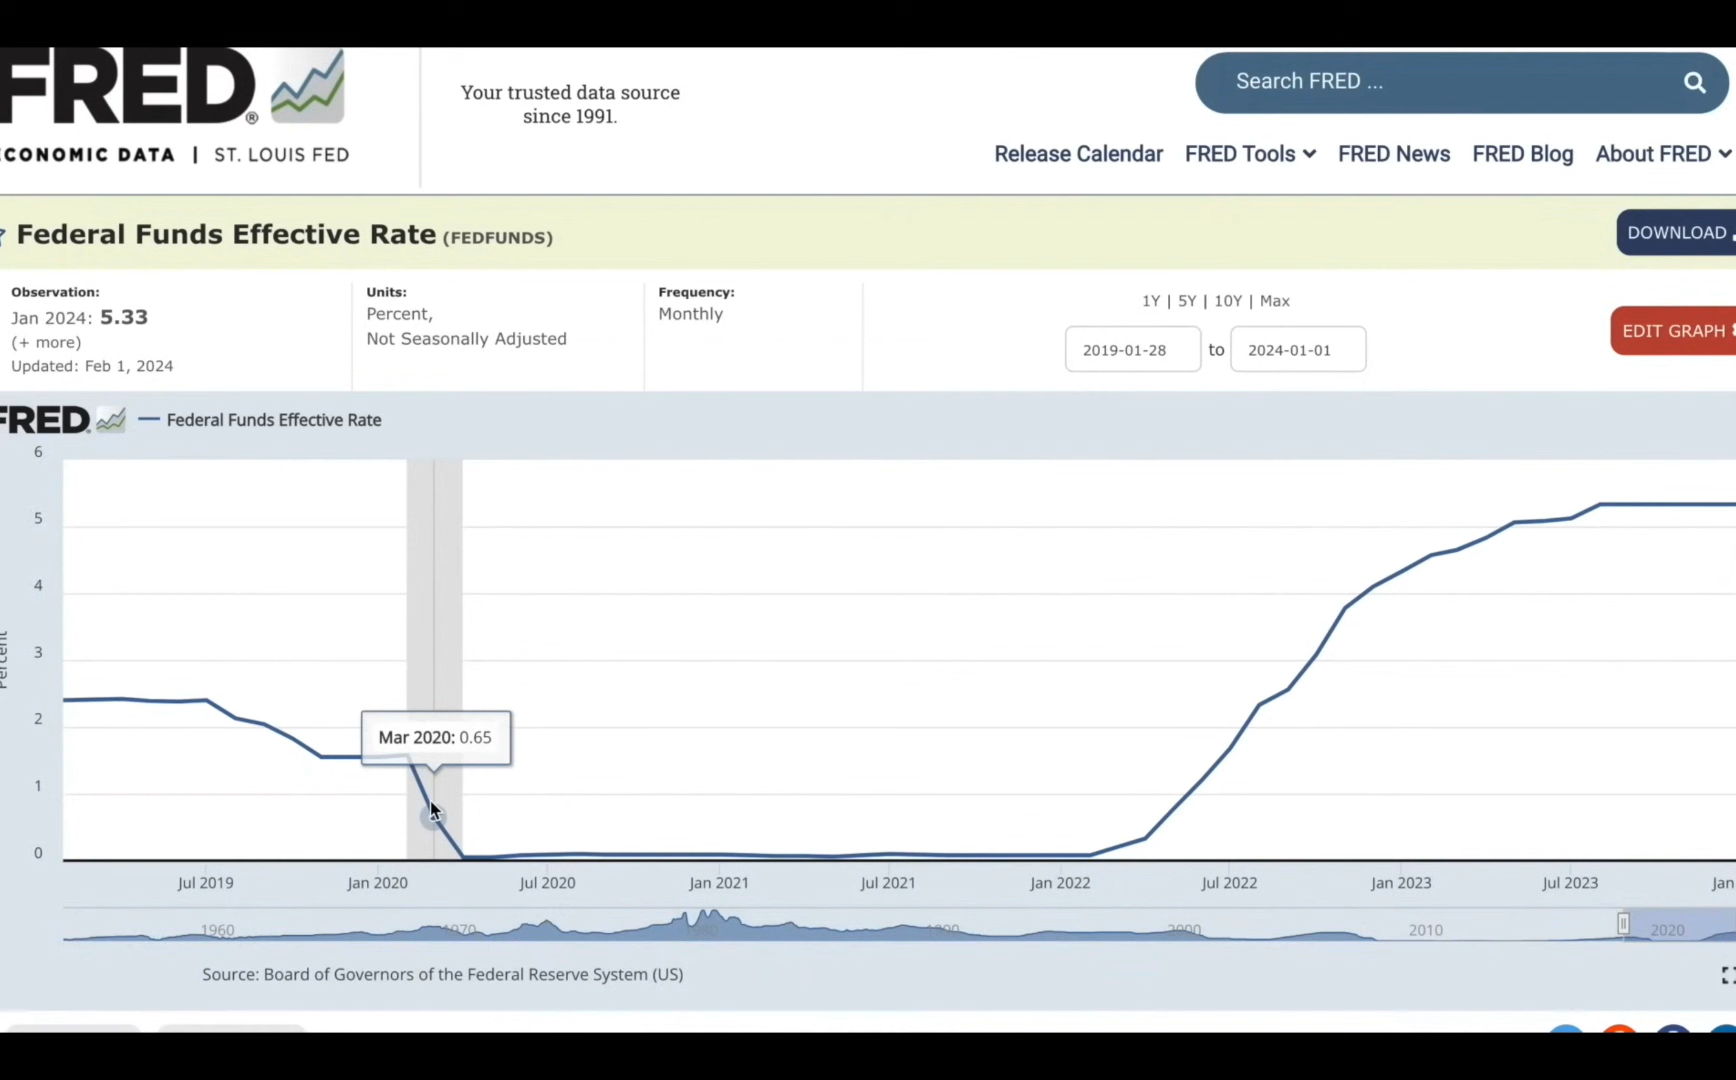 FRED®
Your trusted data source
since 1991.
Search FRED ...
CONOMIC DATA | ST. LOUIS FED
Release Calendar FRED Tools FRED News FRED Blog About FRED
Federal Funds Effective Rate (FEDFUNDS)
DOWNLOAD
Observation:
Jan 2024: 5.33
(+ more)
Updated: Feb 1, 2024
Units:
Percent,
Not Seasonally Adjusted
Frequency:
Monthly
1Y | 5Y | 10Y | Max
2019-01-28 to 2024-01-01
EDIT GRAPH
FRED Federal Funds Effective Rate
6
5
4
3
2
1
0
Percent
Mar 2020: 0.65
Jul 2019 Jan 2020 Jul 2020 Jan 2021 Jul 2021 Jan 2022 Jul 2022 Jan 2023 Jul 2023 Jan
1960 1970 1980 1990 2000 2010 2020
Source: Board of Governors of the Federal Reserve System (US)